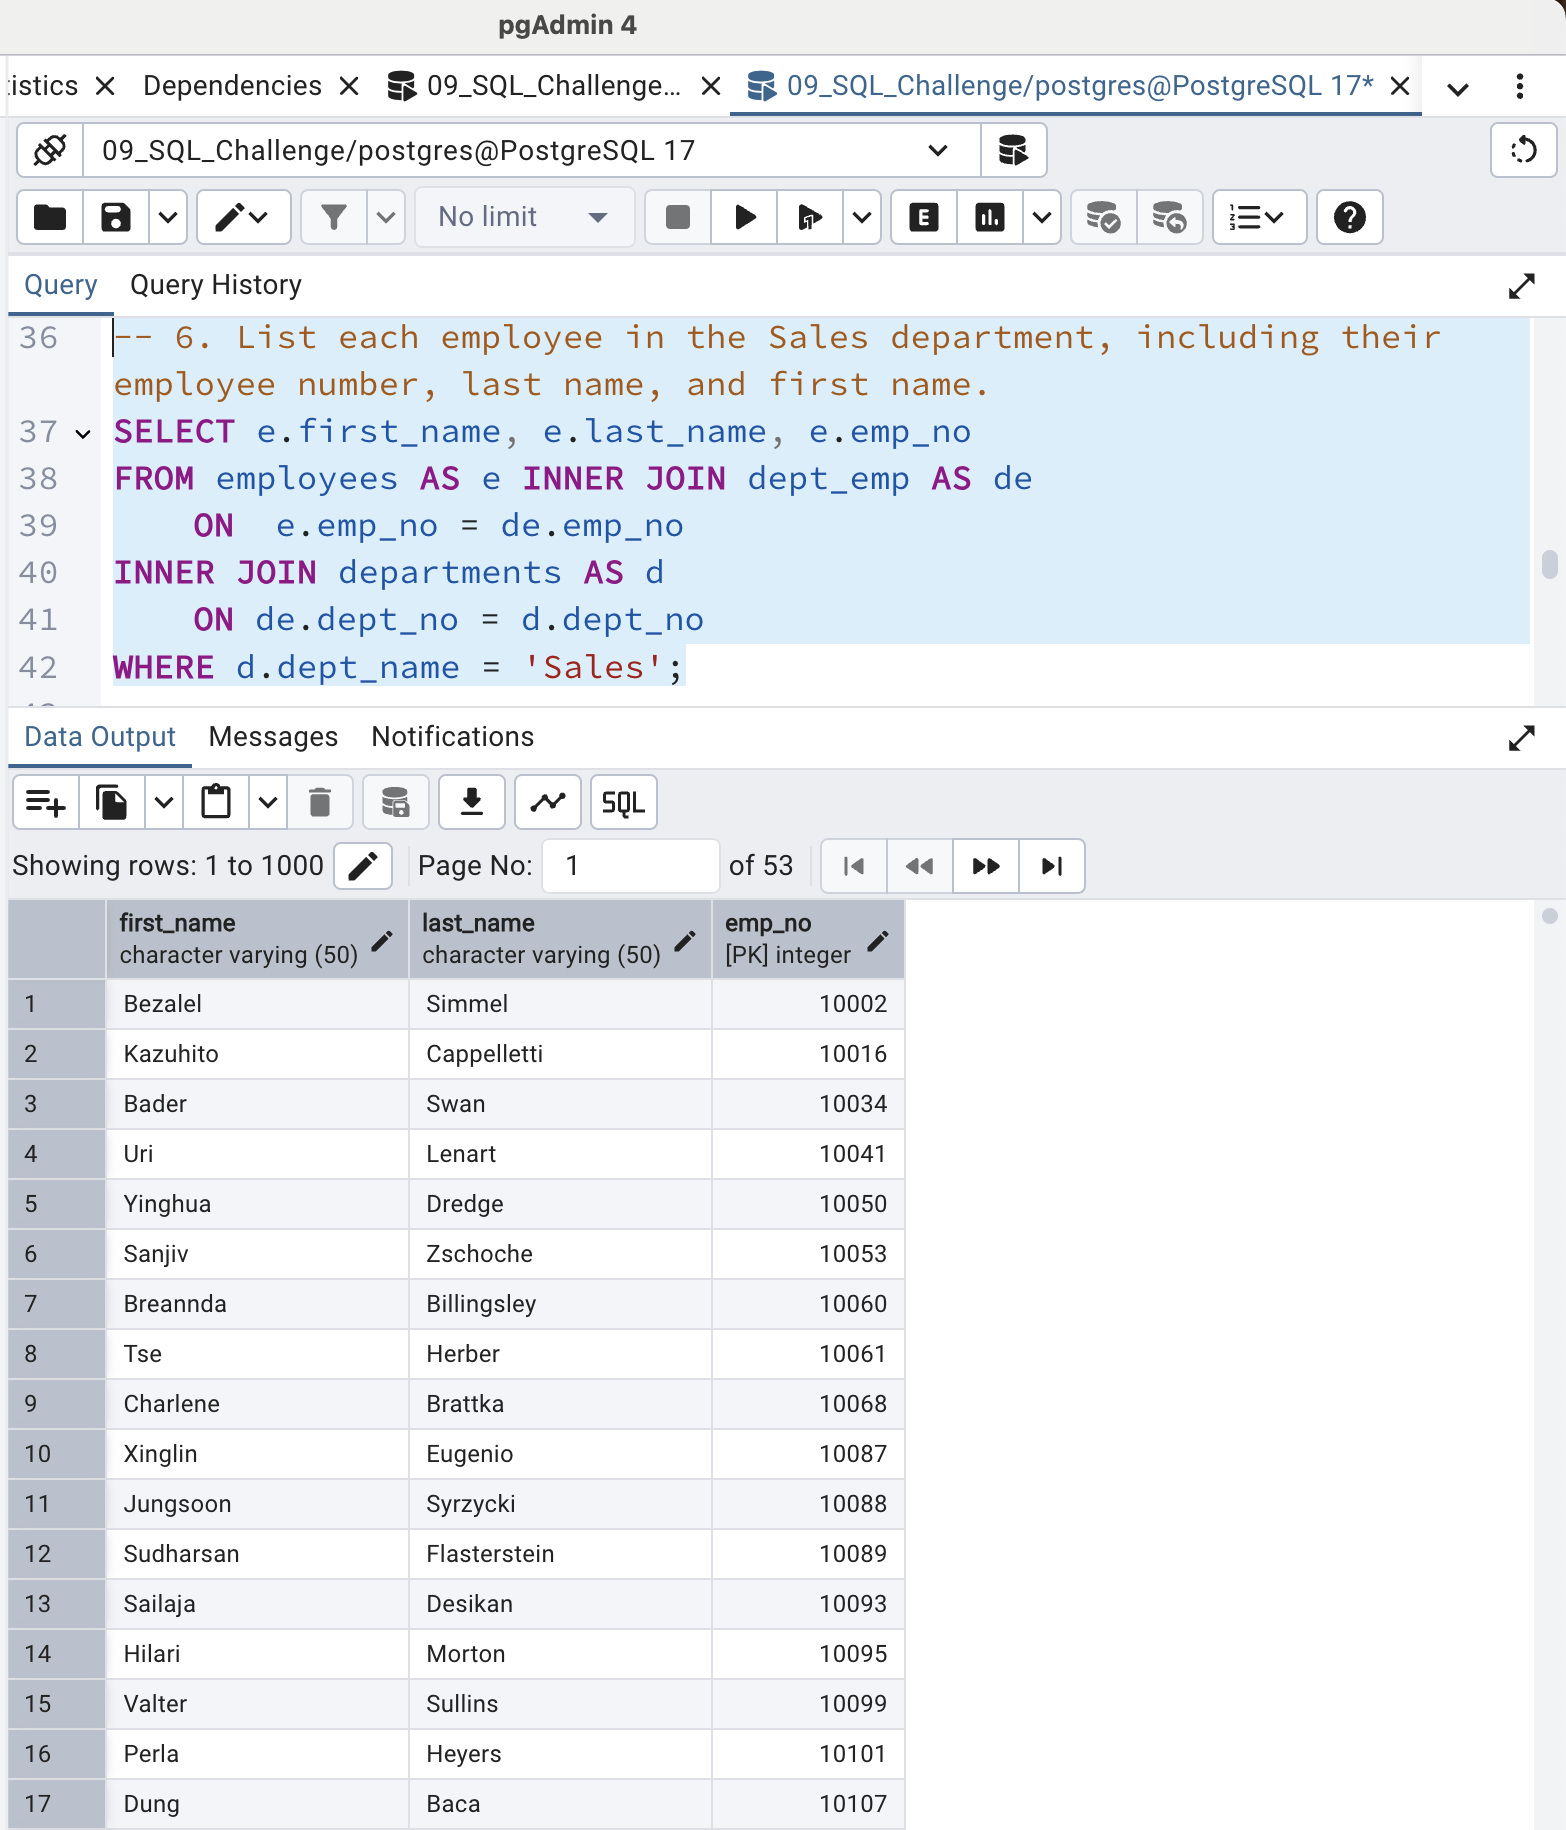 pgAdmin 4
tistics Dependencies 09_SQL_Challenge... 09_SQL_Challenge/postgres@PostgreSQL 17*
09_SQL_Challenge/postgres@PostgreSQL 17
No limit E
Query Query History
36 -- 6. List each employee in the Sales department, including their
employee number, last name, and first name.
37 SELECT e.first_name, e.last_name, e.emp_no
38 FROM employees AS e INNER JOIN dept_emp AS de
39 ON e.emp_no = de.emp_no
40 INNER JOIN departments AS d
41 ON de.dept_no = d.dept_no
42 WHERE d.dept_name = 'Sales';
Data Output Messages Notifications
SQL
Showing rows: 1 to 1000 Page No: 1 of 53
first_name last_name emp_no
character varying (50) character varying (50) [PK] integer
1 Bezalel Simmel 10002
2 Kazuhito Cappelletti 10016
3 Bader Swan 10034
4 Uri Lenart 10041
5 Yinghua Dredge 10050
6 Sanjiv Zschoche 10053
7 Breannda Billingsley 10060
8 Tse Herber 10061
9 Charlene Brattka 10068
10 Xinglin Eugenio 10087
11 Jungsoon Syrzycki 10088
12 Sudharsan Flasterstein 10089
13 Sailaja Desikan 10093
14 Hilari Morton 10095
15 Valter Sullins 10099
16 Perla Heyers 10101
17 Dung Baca 10107